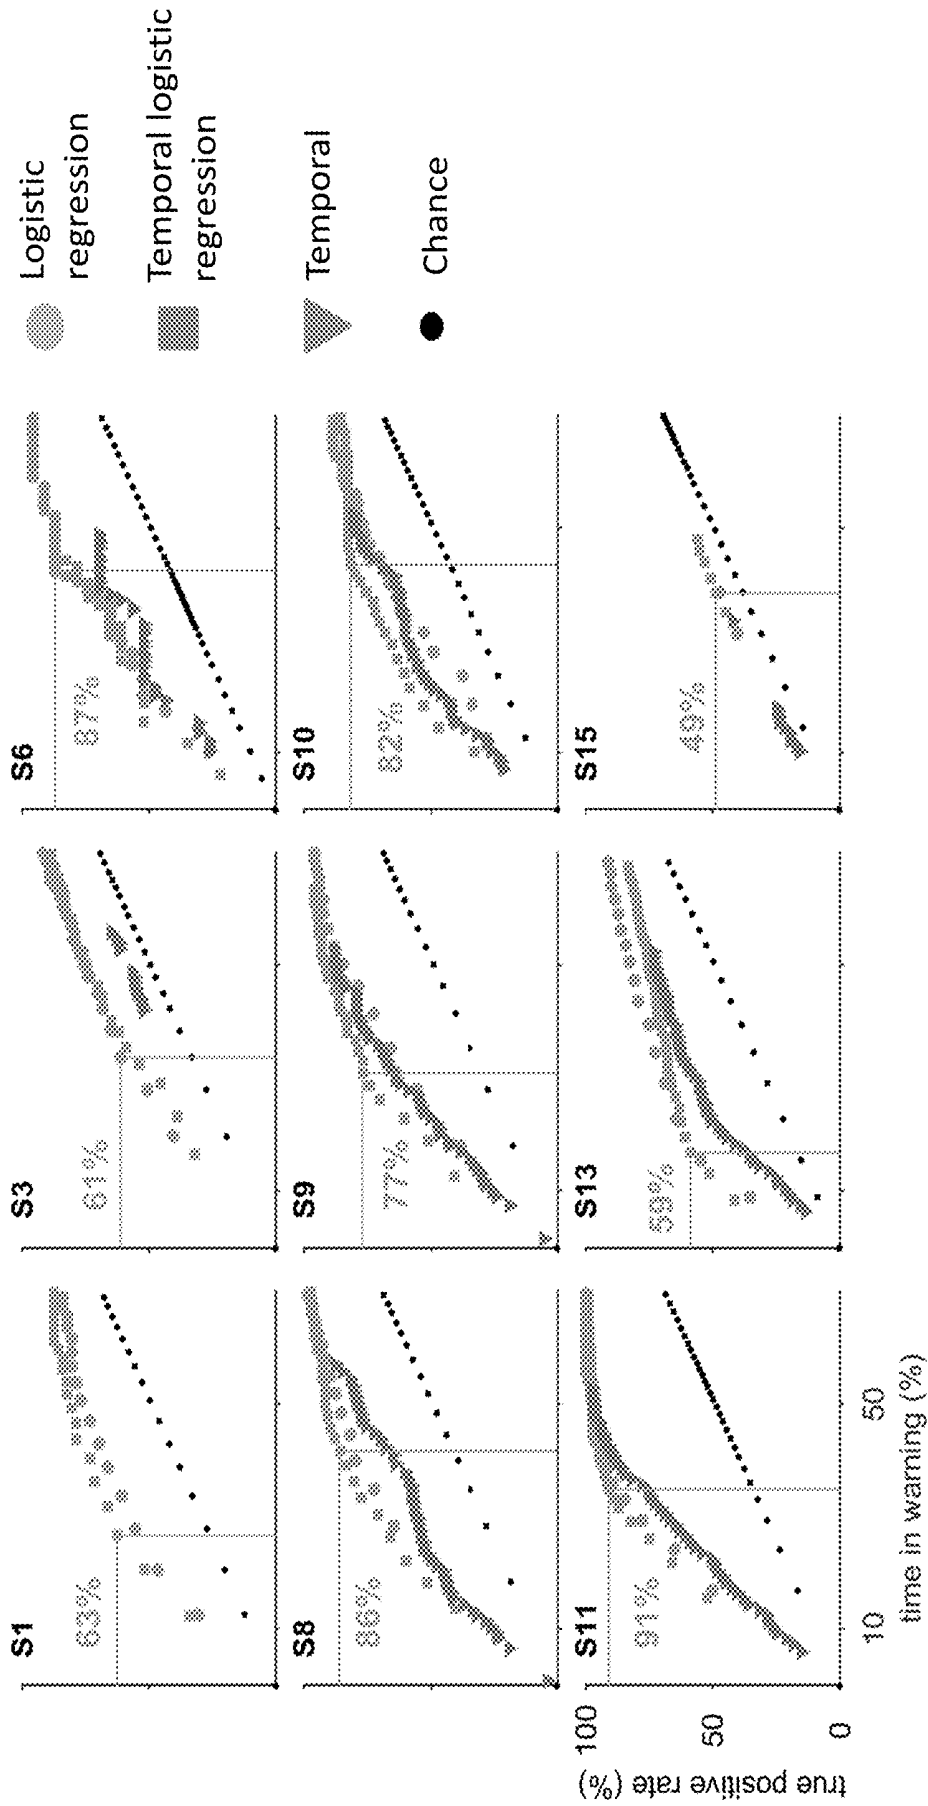 S1
63%
S3
61%
S6
87%
S8
86%
S9
77%
S10
82%
S11
91%
S13
59%
S15
49%
100
50
0
true positive rate (%)
10
50
time in warning (%)
Logistic
regression
Temporal logistic
regression
Temporal
Chance